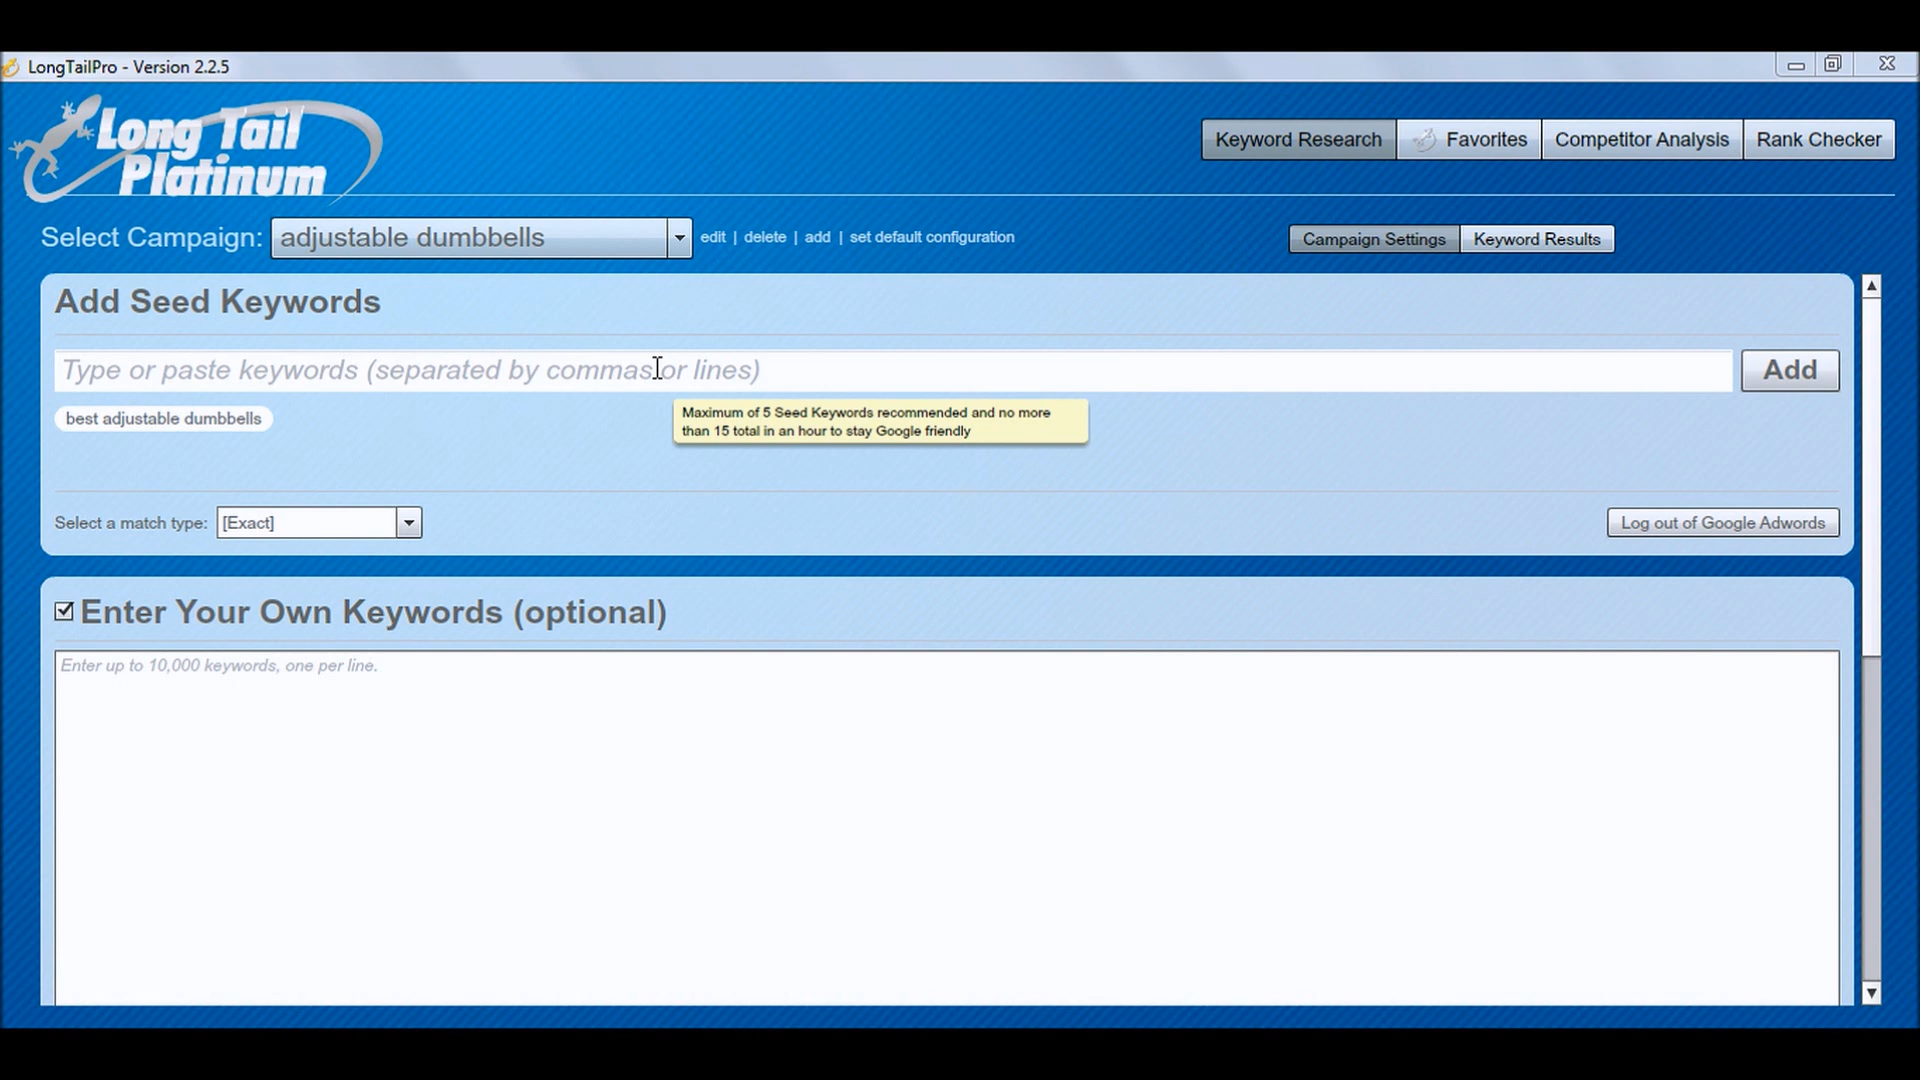 LongTailPro - Version 2.2.5
Long Tail
Platinum
Keyword Research
Favorites
Competitor Analysis
Rank Checker
Select Campaign:
adjustable dumbbells
edit | delete | add | set default configuration
Campaign Settings
Keyword Results
Add Seed Keywords
Type or paste keywords (separated by commas or lines)
Add
best adjustable dumbbells
Maximum of 5 Seed Keywords recommended and no more
than 15 total in an hour to stay Google friendly
Select a match type:
[Exact]
Log out of Google Adwords
Enter Your Own Keywords (optional)
Enter up to 10,000 keywords, one per line.